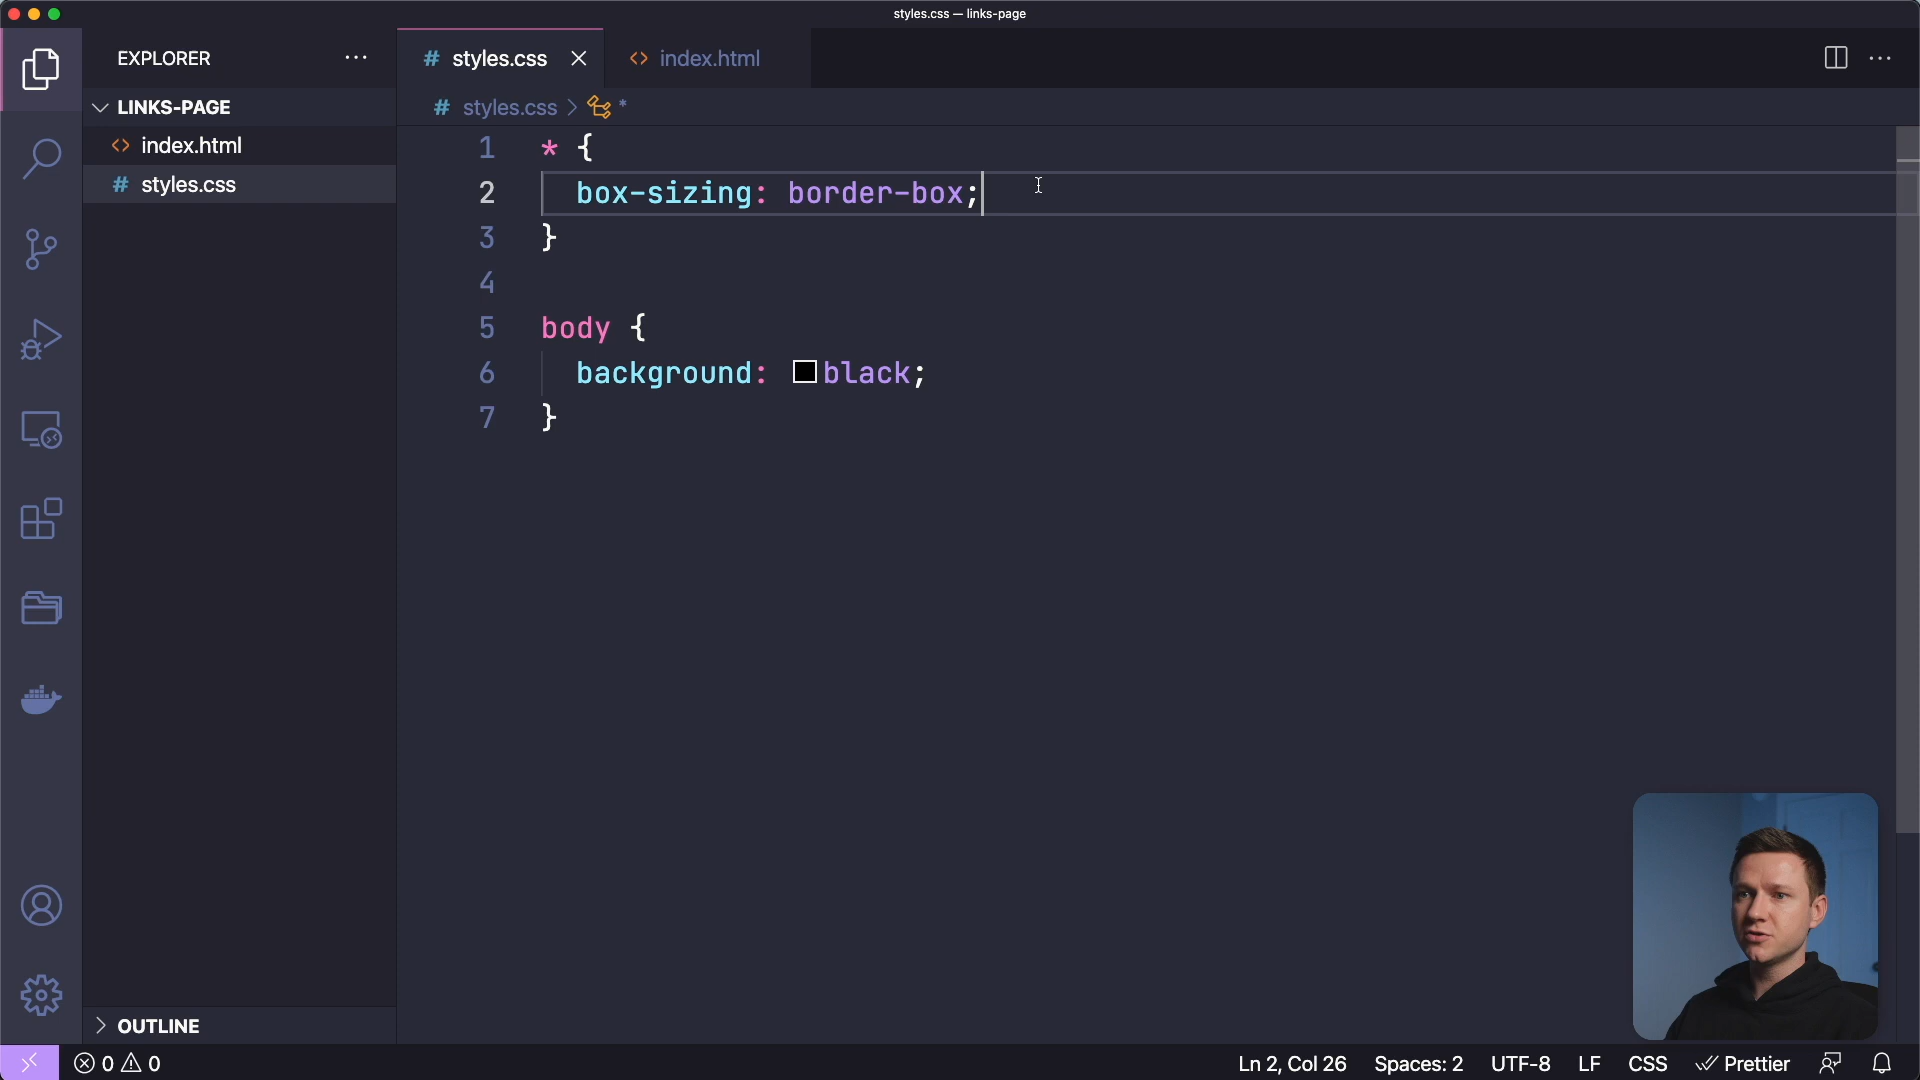 styles.css — links-page
EXPLORER
styles.css
index.html
LINKS-PAGE
styles.css > *
index.html
styles.css
1 * {
2 box-sizing: border-box;
3 }
4
5 body {
6 background: black;
7 }
OUTLINE
0 0
Ln 2, Col 26 Spaces: 2 UTF-8 LF CSS Prettier